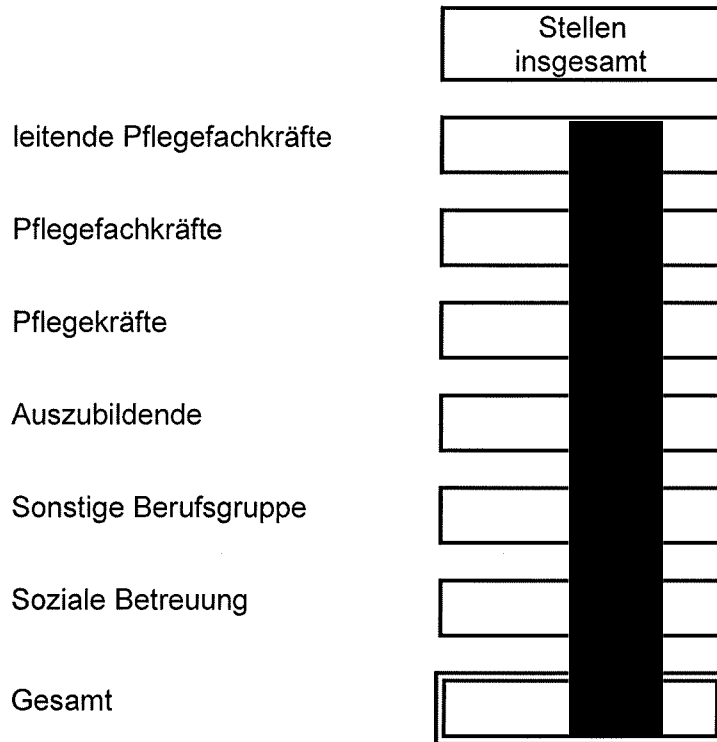 Stellen
insgesamt
leitende Pflegefachkräfte
Pflegefachkräfte
Pflegekräfte
Auszubildende
Sonstige Berufsgruppe
Soziale Betreuung
Gesamt